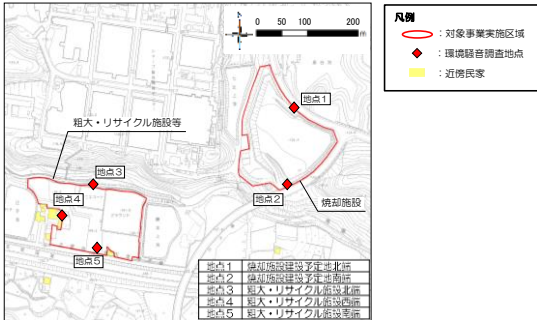 凡例
：対象事業実施区域
：環境騒音調査地点
：近傍民家
0 50 100 200
m
地点1
粗大・リサイクル施設等
地点3
地点2
焼却施設
地点4
地点5
地点1 焼却施設建設予定地北端
地点2 焼却施設建設予定地南端
地点3 粗大・リサイクル施設北端
地点4 粗大・リサイクル施設西端
地点5 粗大・リサイクル施設南端